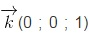 k⃗ (0 ; 0 ; 1)